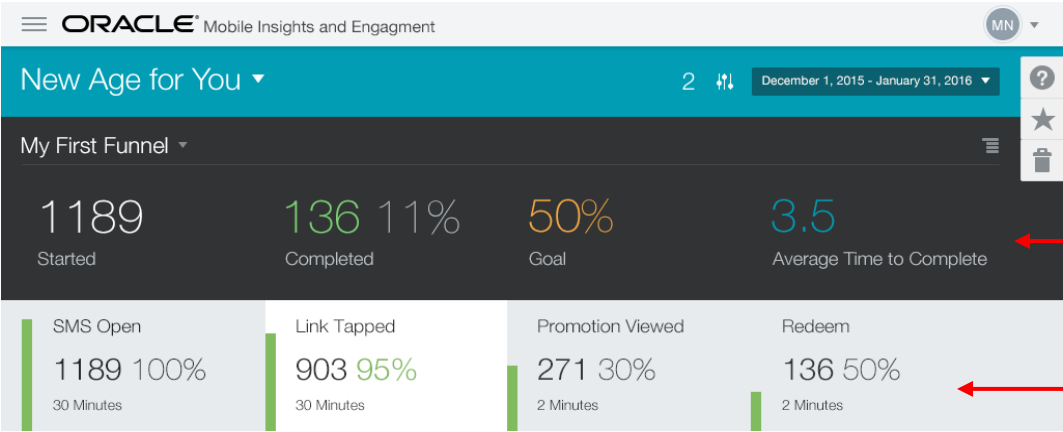 ORACLE® Mobile Insights and Engagment
MN
New Age for You
2
December 1, 2015 - January 31, 2016
?
My First Funnel
1189
136 11%
50%
3.5
Started
Completed
Goal
Average Time to Complete
SMS Open
Link Tapped
Promotion Viewed
Redeem
1189 100%
903 95%
271 30%
136 50%
30 Minutes
30 Minutes
2 Minutes
2 Minutes